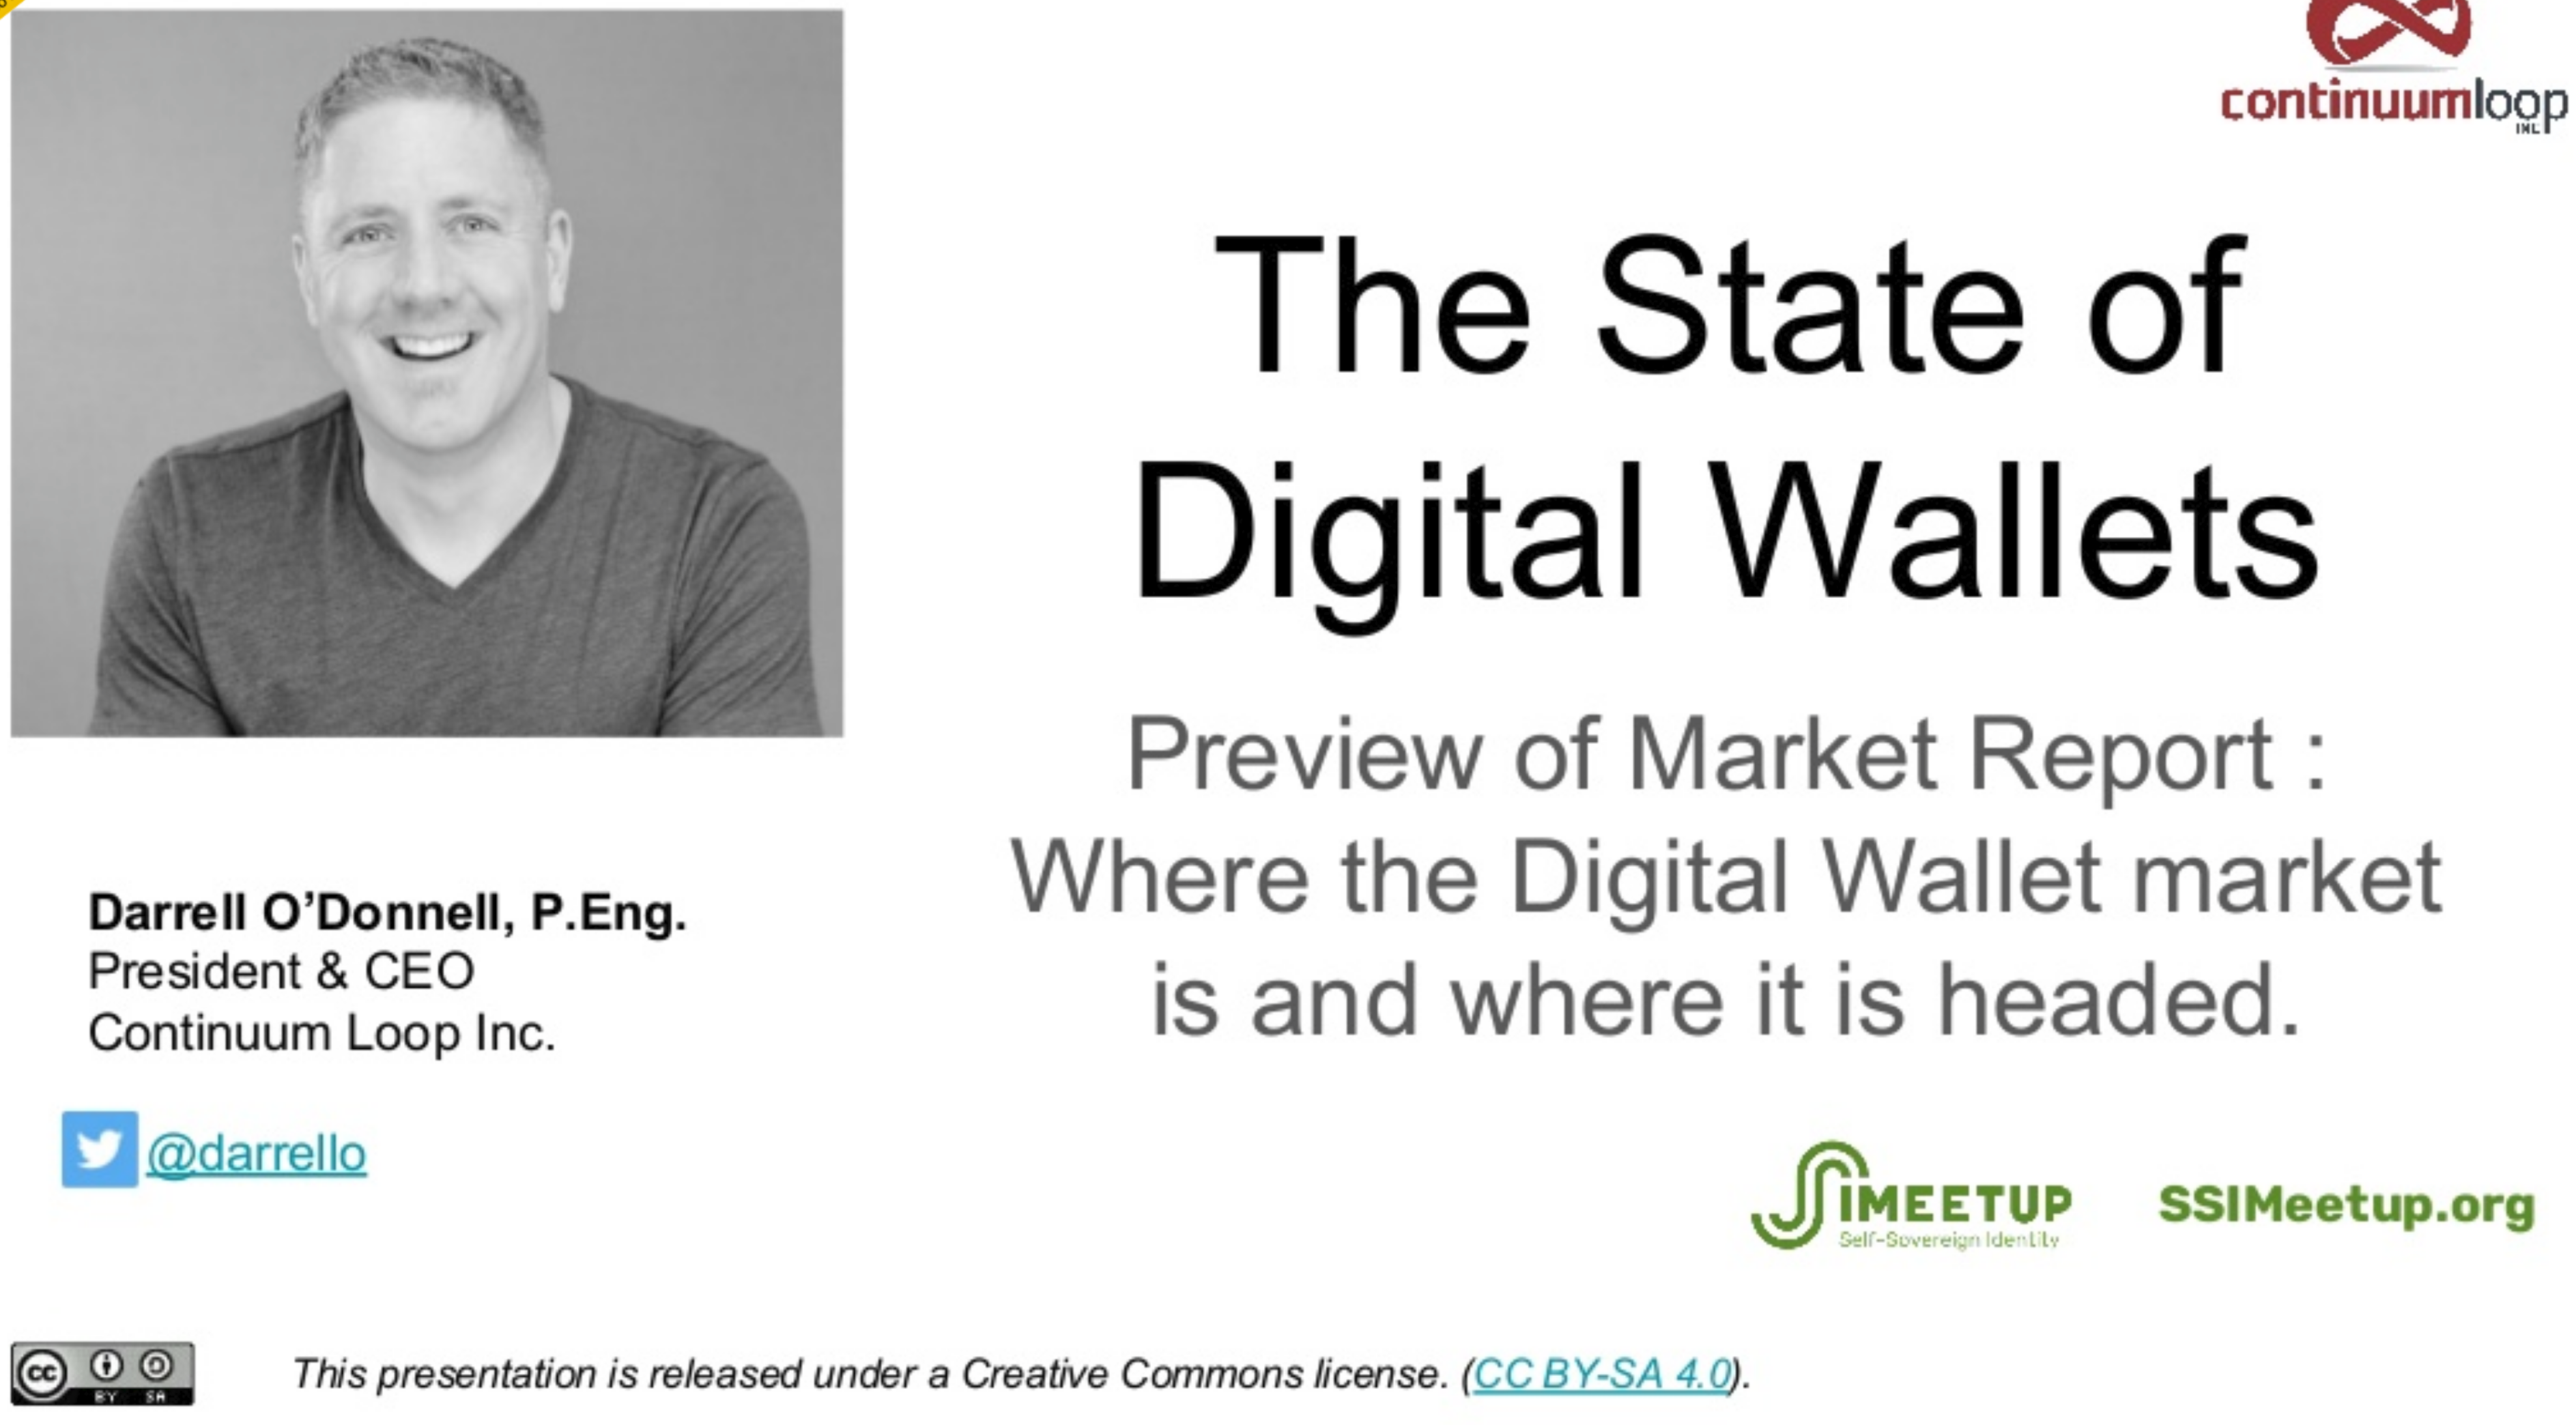 continuumloop
INC
The State of
Digital Wallets
Preview of Market Report :
Where the Digital Wallet market
is and where it is headed.
Darrell O’Donnell, P.Eng.
President & CEO
Continuum Loop Inc.
@darrello
SSIMEETUP
Self-Sovereign Identity
SSIMeetup.org
cc
BY SA
This presentation is released under a Creative Commons license. (CC BY-SA 4.0).